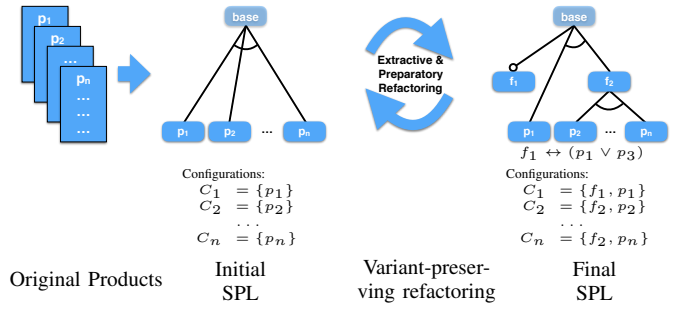 p1
p2
...
pn
...
...
...
base
p1 p2 ... pn
Configurations:
C1 = {p1}
C2 = {p2}
...
Cn = {pn}
Extractive &
Preparatory
Refactoring
base
f1 f2
p1 p2 ... pn
f1 ↔ (p1 ∨ p3)
Configurations:
C1 = {f1, p1}
C2 = {f2, p2}
...
Cn = {f2, pn}
Original Products
Initial
SPL
Variant-preser-
ving refactoring
Final
SPL